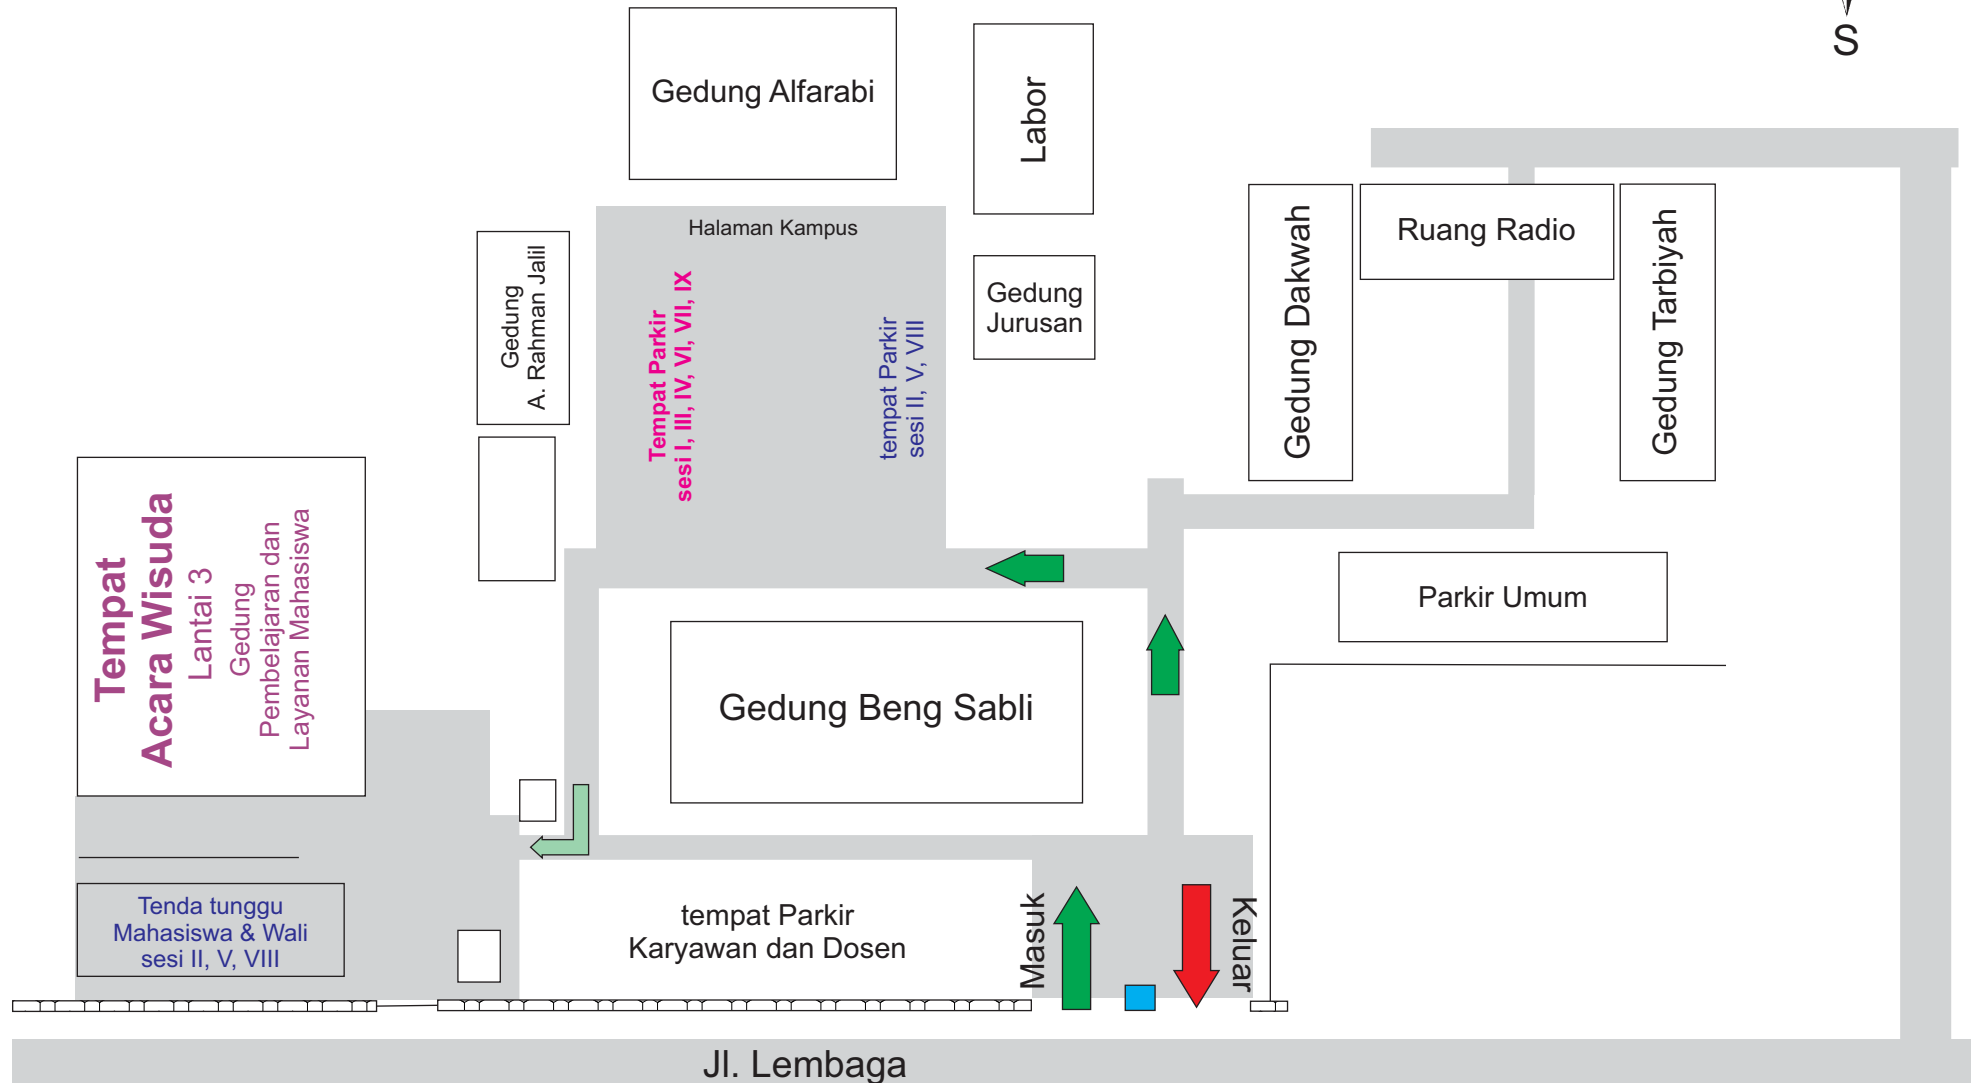 S
Gedung Alfarabi
Labor
Halaman Kampus
Gedung
A. Rahman Jalil
Tempat Parkir
sesi I, III, IV, VI, VII, IX
tempat Parkir
sesi II, V, VIII
Gedung
Jurusan
Gedung Dakwah
Ruang Radio
Gedung Tarbiyah
Tempat
Acara Wisuda
Lantai 3
Gedung
Pembelajaran dan
Layanan Mahasiswa
Parkir Umum
Gedung Beng Sabli
Tenda tunggu
Mahasiswa & Wali
sesi II, V, VIII
tempat Parkir
Karyawan dan Dosen
Masuk
Keluar
Jl. Lembaga